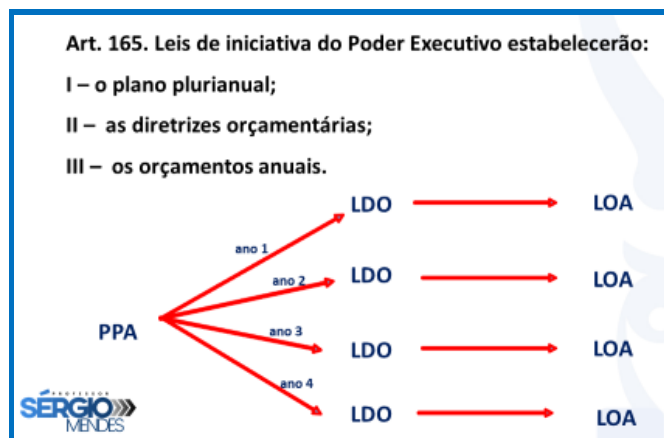 Art. 165. Leis de iniciativa do Poder Executivo estabelecerão:
I – o plano plurianual;
II – as diretrizes orçamentárias;
III – os orçamentos anuais.
LDO LOA
ano 1
LDO LOA
ano 2
PPA
ano 3
LDO LOA
ano 4
LDO LOA
PROFESSOR
SÉRGIO
MENDES